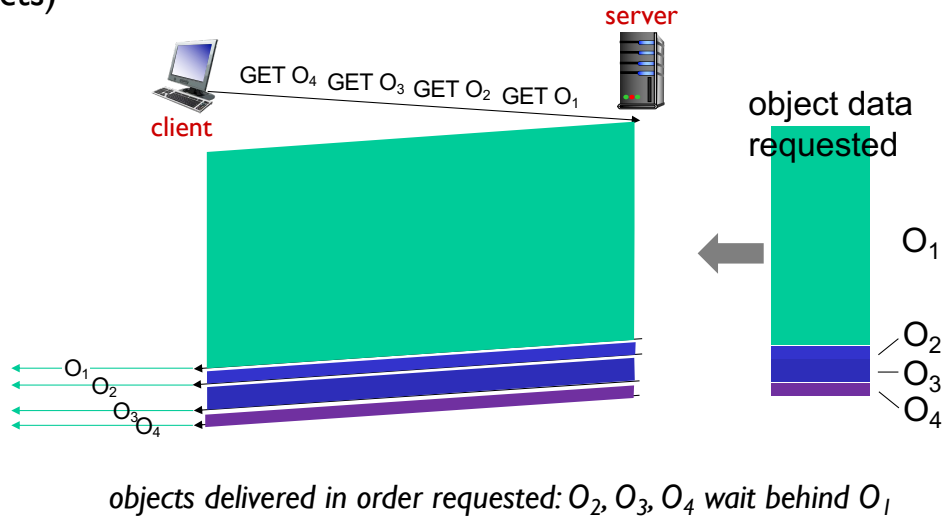 ets)
server
GET O₄ GET O₃ GET O₂ GET O₁
client
object data
requested
O₁
O₂
O₃
O₄
O₁
O₂
O₃
O₄
objects delivered in order requested: O₂, O₃, O₄ wait behind O₁